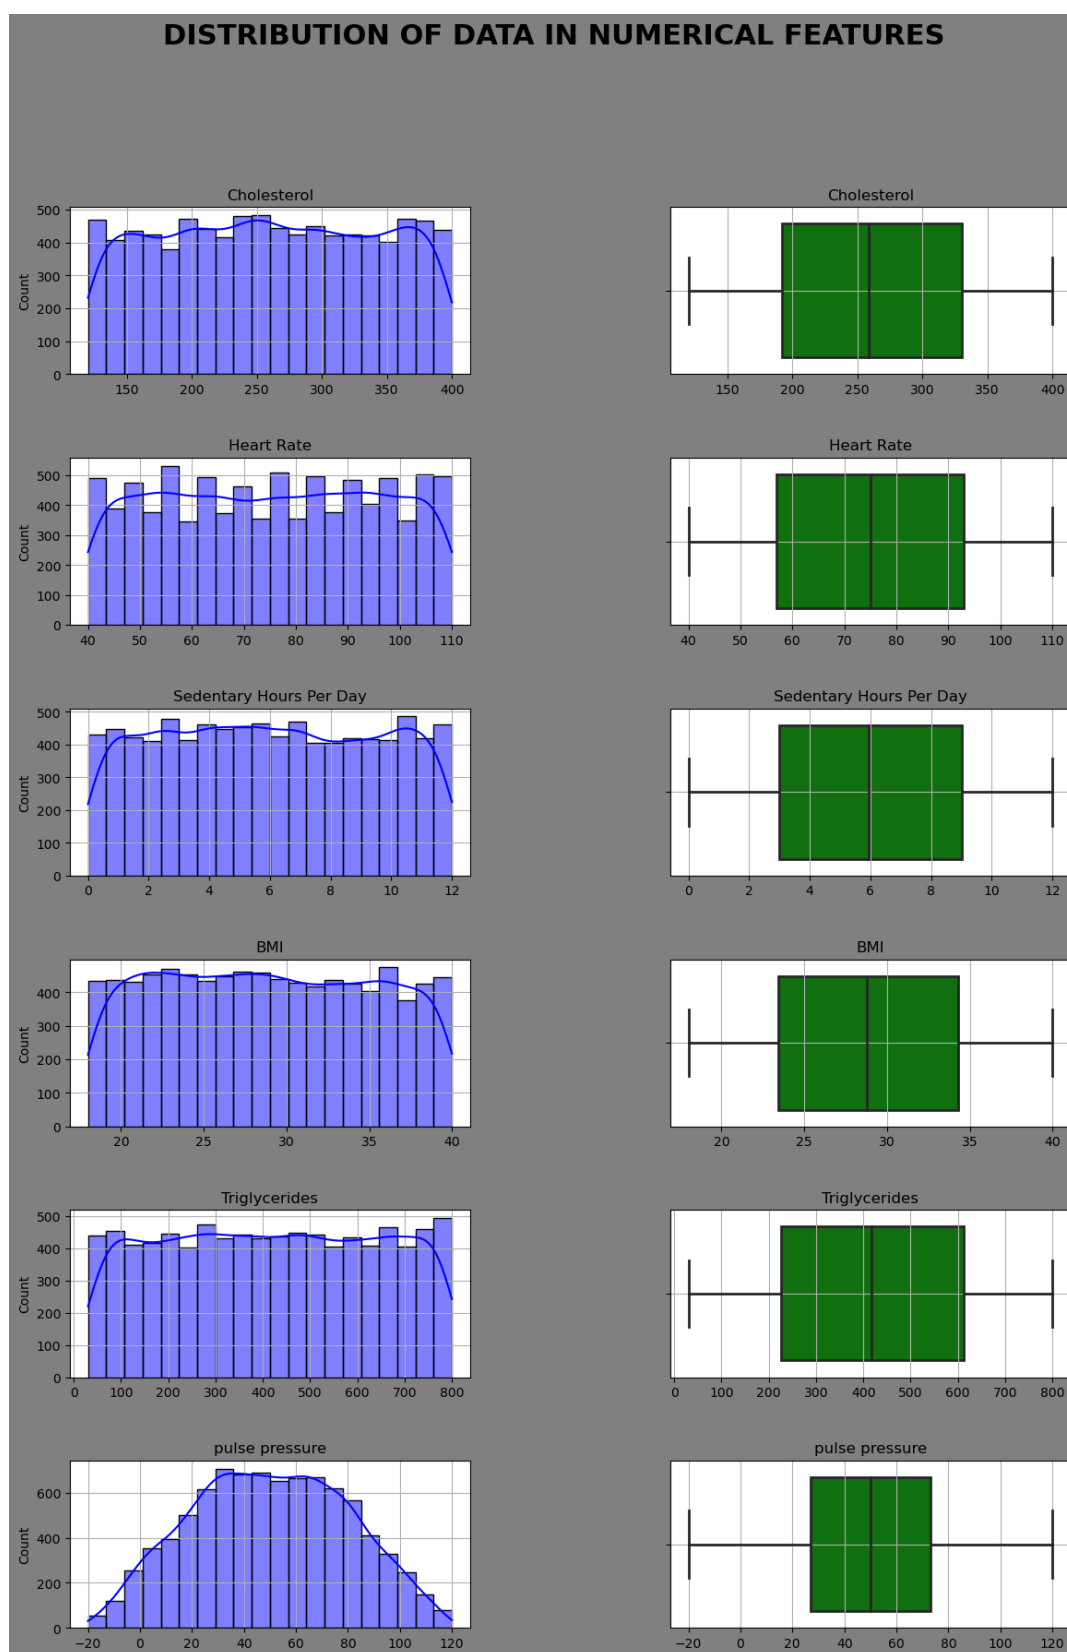 DISTRIBUTION OF DATA IN NUMERICAL FEATURES
Cholesterol
Count
500
400
300
200
100
0
150 200 250 300 350 400
Cholesterol
150 200 250 300 350 400
Heart Rate
Count
500
400
300
200
100
0
40 50 60 70 80 90 100 110
Heart Rate
40 50 60 70 80 90 100 110
Sedentary Hours Per Day
Count
500
400
300
200
100
0
0 2 4 6 8 10 12
Sedentary Hours Per Day
0 2 4 6 8 10 12
BMI
Count
400
300
200
100
0
20 25 30 35 40
BMI
20 25 30 35 40
Triglycerides
Count
500
400
300
200
100
0
0 100 200 300 400 500 600 700 800
Triglycerides
0 100 200 300 400 500 600 700 800
pulse pressure
Count
600
400
200
0
−20 0 20 40 60 80 100 120
pulse pressure
−20 0 20 40 60 80 100 120